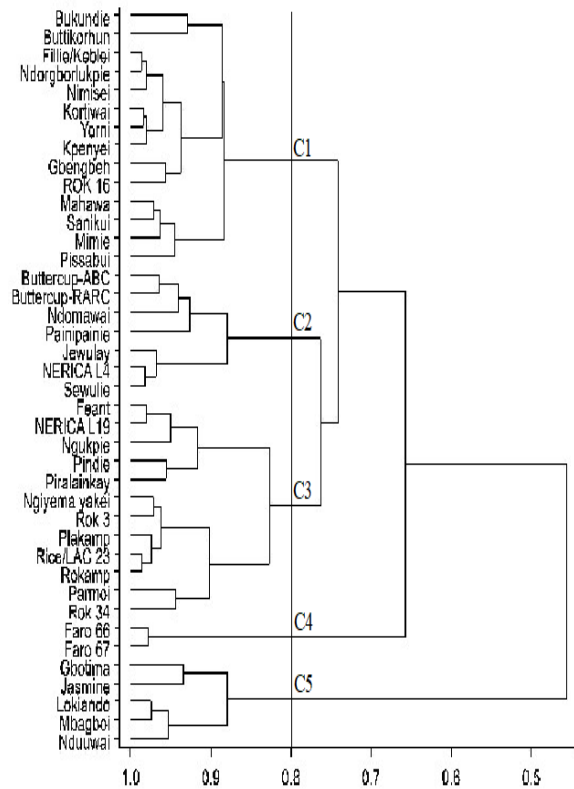 Bukundie
Buttikorhun
Fillie/Keblei
Ndorgborlukpie
Nimisei
Kortiwai
Yorni
Kpenyei
Gbengbeh
ROK 16
C1
Mahawa
Sanikui
Mimie
Pissabui
Buttercup-ABC
Buttercup-RARC
Ndomawai
Painipainie
C2
Jewulay
NERICA L4
Sewulie
Feant
NERICA L19
Ngukpie
Pindie
Piralainkay
C3
Ngiyema yakei
Rok 3
Plakamp
Rice/LAC 23
Rokamp
Parmoi
Rok 34
Faro 66
C4
Faro 67
Gbotima
Jasmine
C5
Lokiando
Mbagboi
Nduuwai
1.0 0.9 0.8 0.7 0.6 0.5